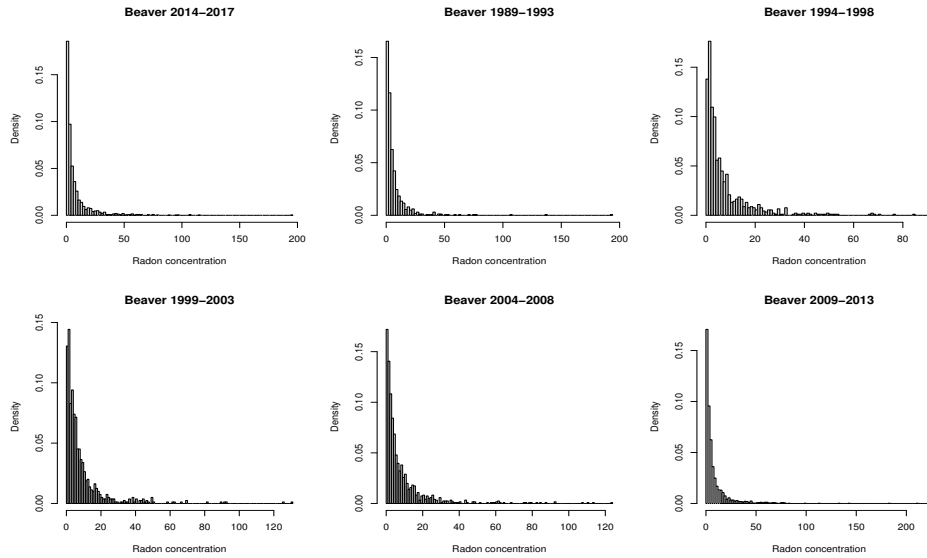 Beaver 2014−2017
Density
0.00 0.05 0.10 0.15
0 50 100 150 200
Radon concentration
Beaver 1989−1993
Density
0.00 0.05 0.10 0.15
0 50 100 150 200
Radon concentration
Beaver 1994−1998
Density
0.00 0.05 0.10 0.15
0 20 40 60 80
Radon concentration
Beaver 1999−2003
Density
0.00 0.05 0.10 0.15
0 20 40 60 80 100 120
Radon concentration
Beaver 2004−2008
Density
0.00 0.05 0.10 0.15
0 20 40 60 80 100 120
Radon concentration
Beaver 2009−2013
Density
0.00 0.05 0.10 0.15
0 50 100 150 200
Radon concentration